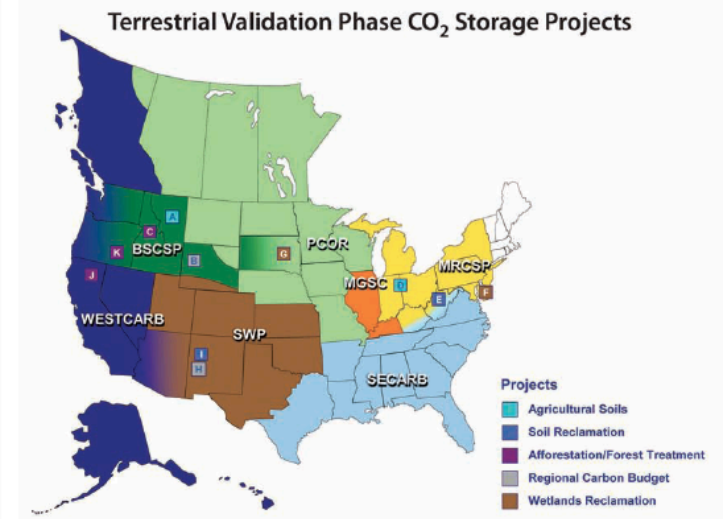 Terrestrial Validation Phase CO₂ Storage Projects
A
C
K
BSCSP
B
G
PCOR
J
MGSC
D
MRCSP
E
F
WESTCARB
SWP
I
H
SECARB
Projects
Agricultural Soils
Soil Reclamation
Afforestation/Forest Treatment
Regional Carbon Budget
Wetlands Reclamation